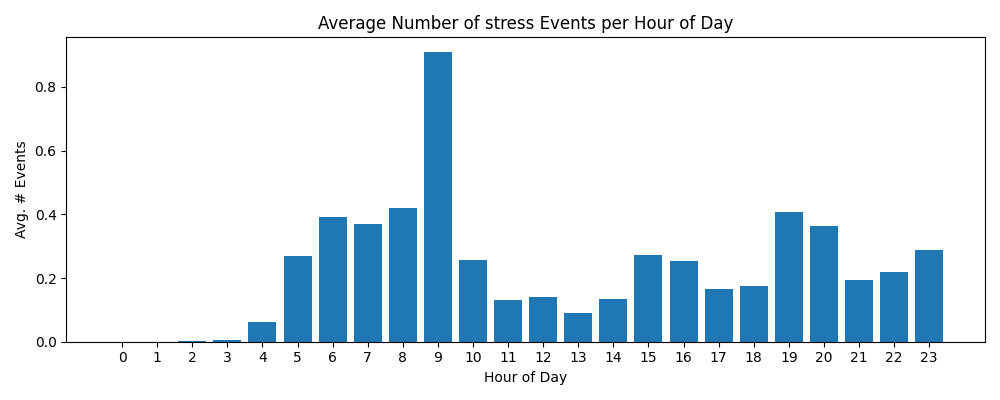 Average Number of stress Events per Hour of Day
Avg. # Events
0.8
0.6
0.4
0.2
0.0
0 1 2 3 4 5 6 7 8 9 10 11 12 13 14 15 16 17 18 19 20 21 22 23
Hour of Day